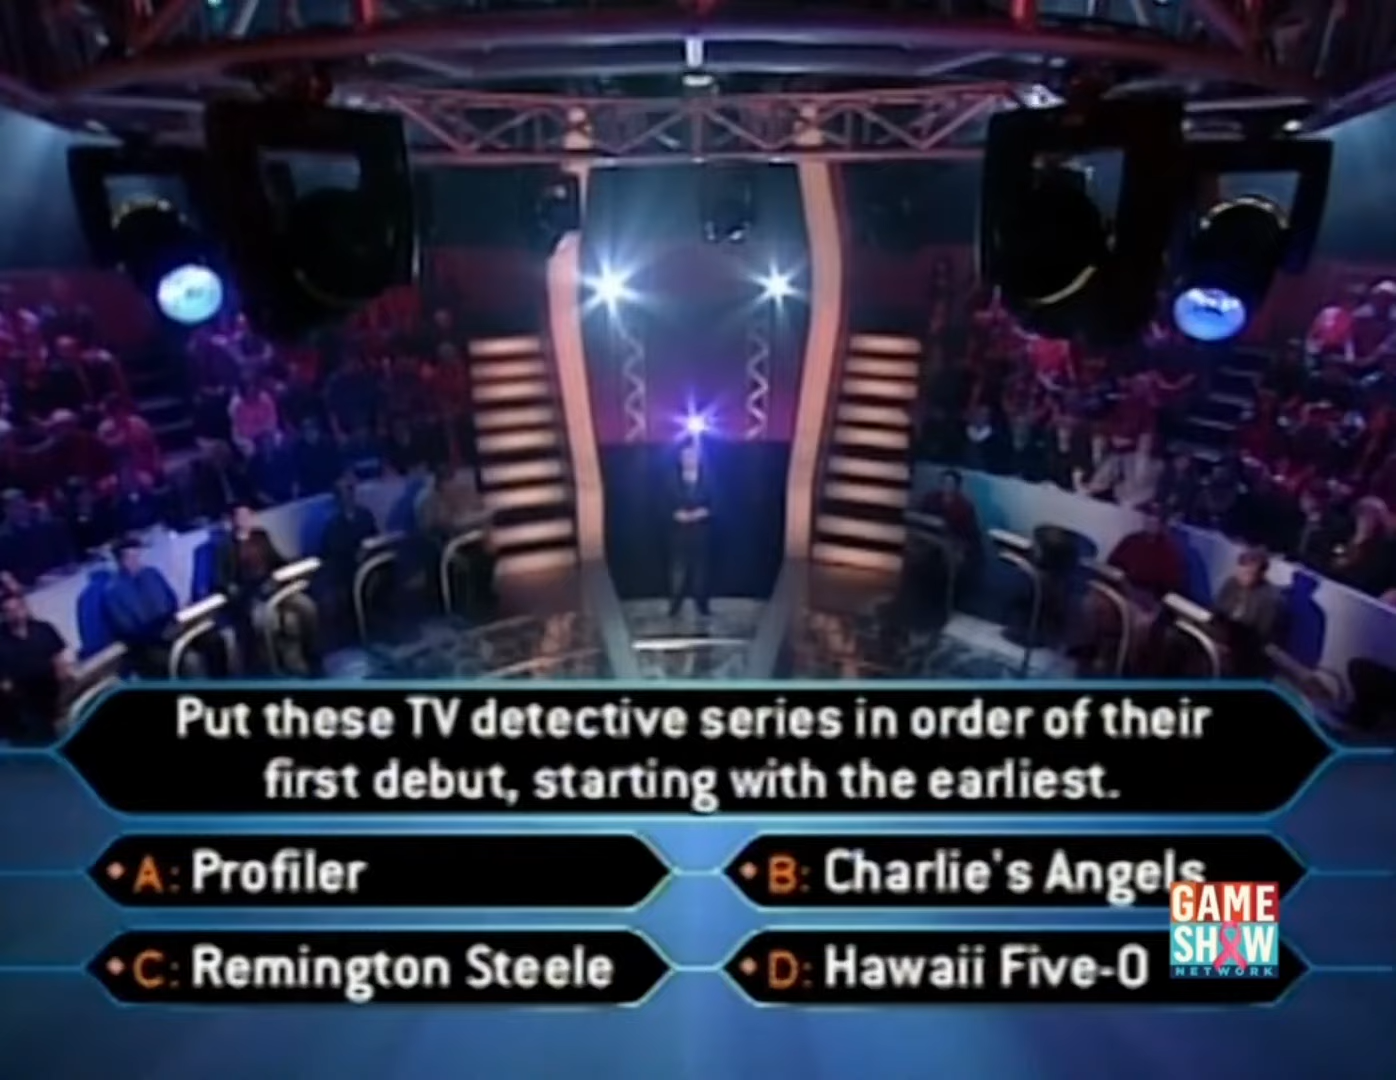 Put these TV detective series in order of their
first debut, starting with the earliest.
A: Profiler
B: Charlie's Angels
C: Remington Steele
D: Hawaii Five-O
GAME
SHOW
NETWORK